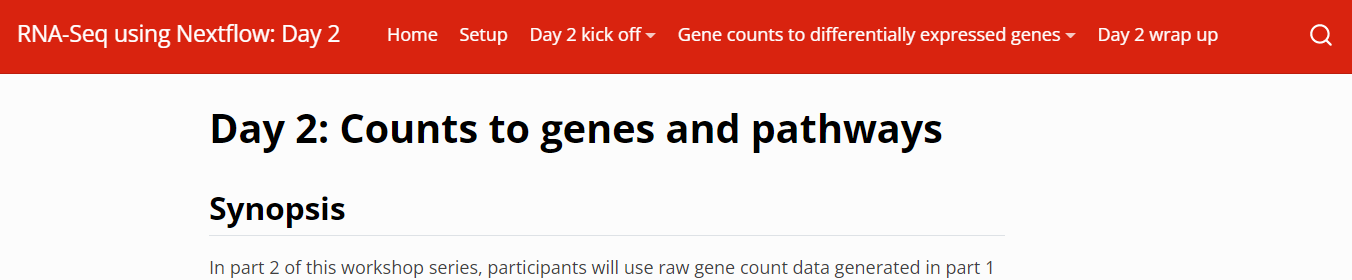 RNA-Seq using Nextflow: Day 2 Home Setup Day 2 kick off Gene counts to differentially expressed genes Day 2 wrap up
Day 2: Counts to genes and pathways
Synopsis
In part 2 of this workshop series, participants will use raw gene count data generated in part 1